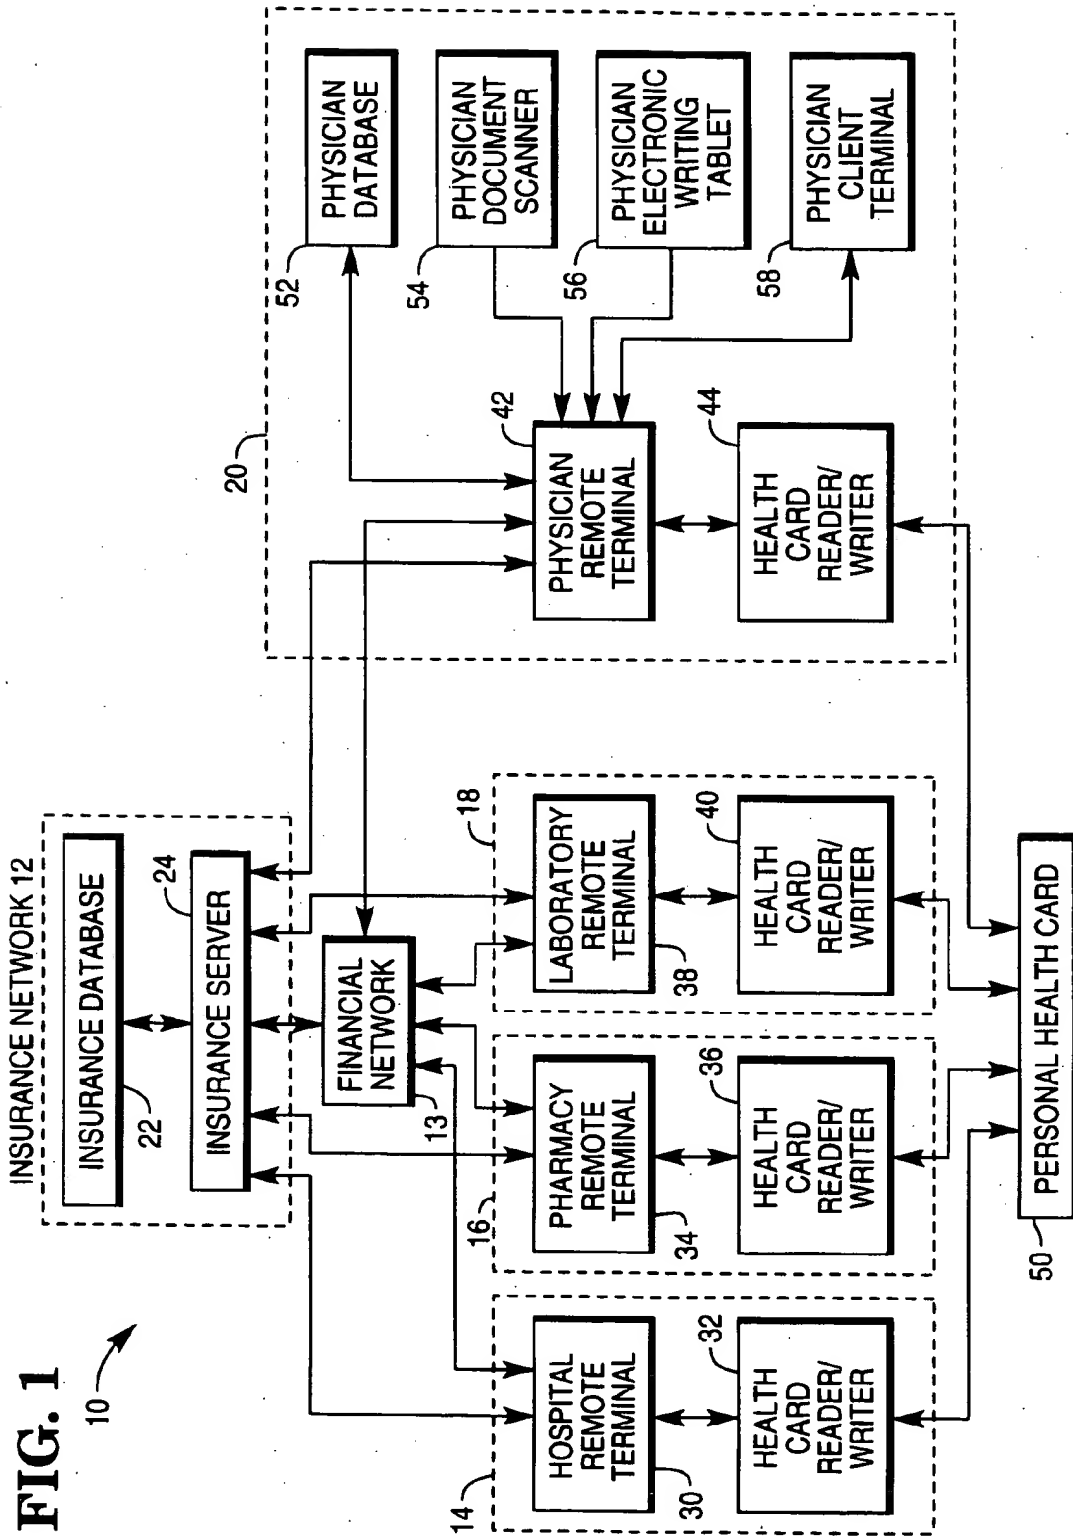 FIG. 1
10
INSURANCE NETWORK 12
INSURANCE DATABASE
22
24
INSURANCE SERVER
FINANCIAL
NETWORK
13
14
HOSPITAL
REMOTE
TERMINAL
30
32
HEALTH
CARD
READER/
WRITER
16
PHARMACY
REMOTE
TERMINAL
34
36
HEALTH
CARD
READER/
WRITER
18
LABORATORY
REMOTE
TERMINAL
38
40
HEALTH
CARD
READER/
WRITER
20
42
PHYSICIAN
REMOTE
TERMINAL
44
HEALTH
CARD
READER/
WRITER
52
PHYSICIAN
DATABASE
54
PHYSICIAN
DOCUMENT
SCANNER
56
PHYSICIAN
ELECTRONIC
WRITING
TABLET
58
PHYSICIAN
CLIENT
TERMINAL
50
PERSONAL HEALTH CARD